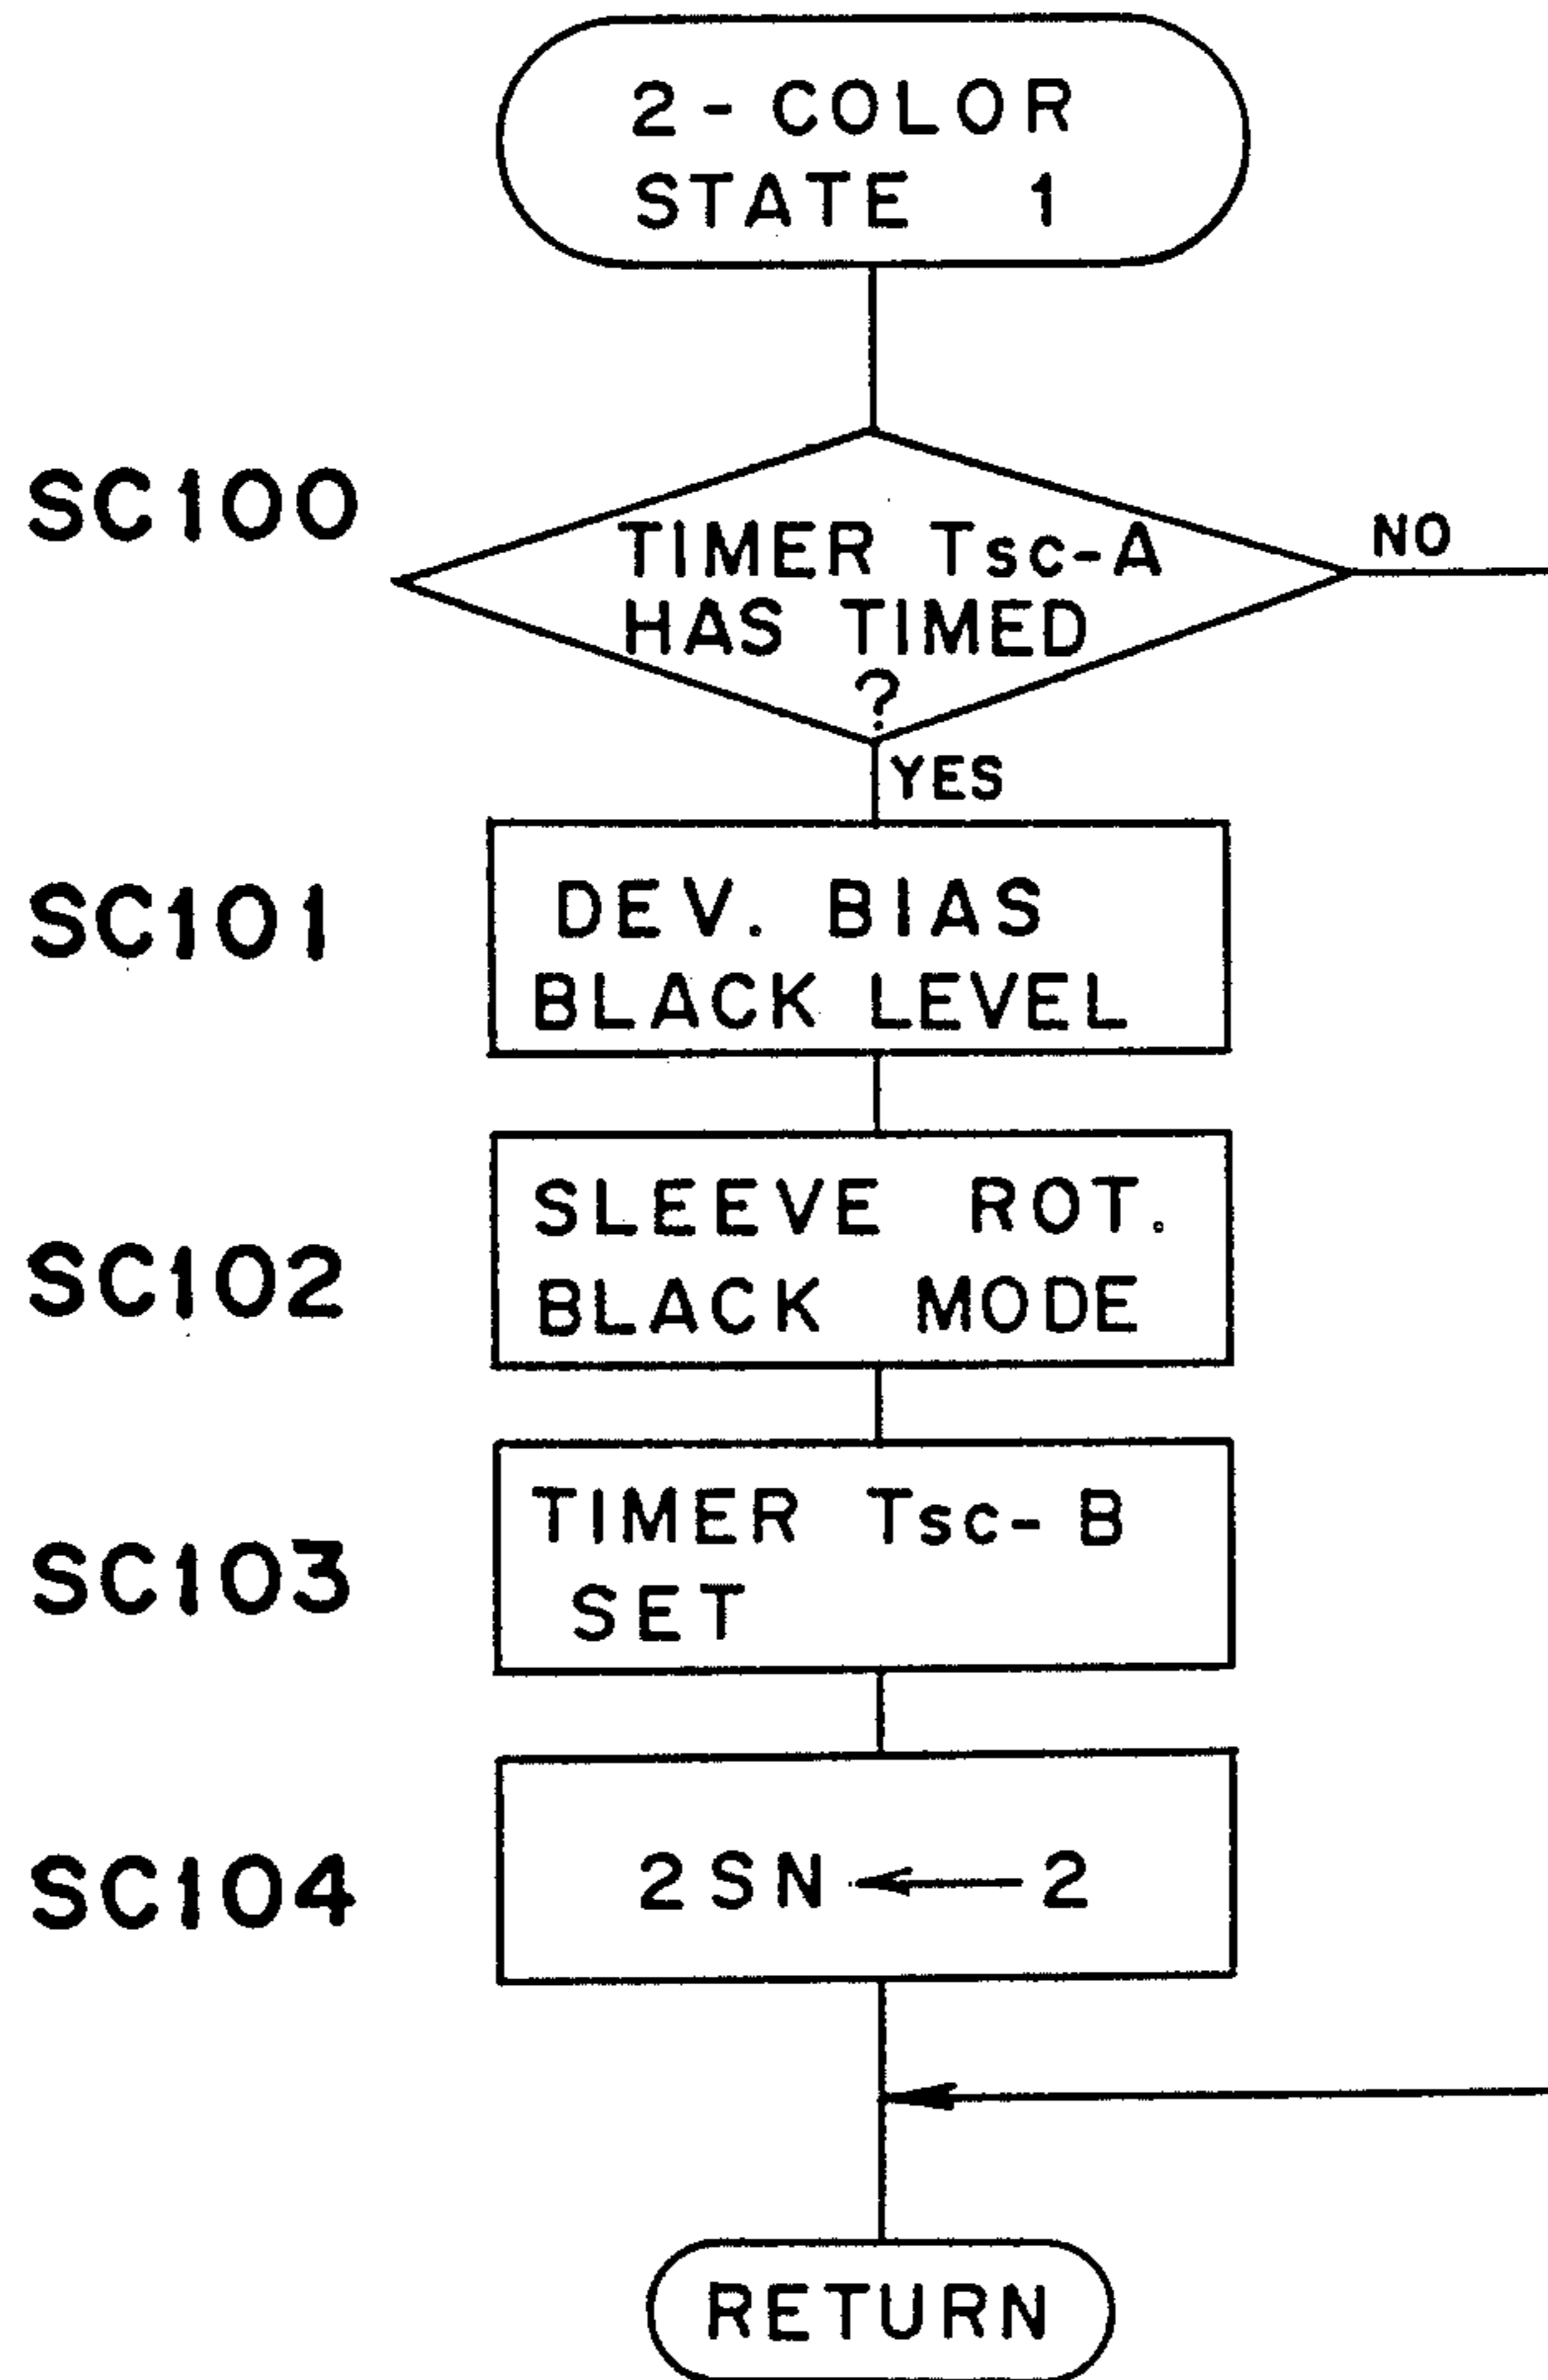 2-COLOR
STATE 1
SC100
TIMER Tsc-A
HAS TIMED
?
NO
YES
SC101
DEV. BIAS
BLACK LEVEL
SC102
SLEEVE ROT.
BLACK MODE
SC103
TIMER Tsc-B
SET
SC104
2SN ← 2
RETURN